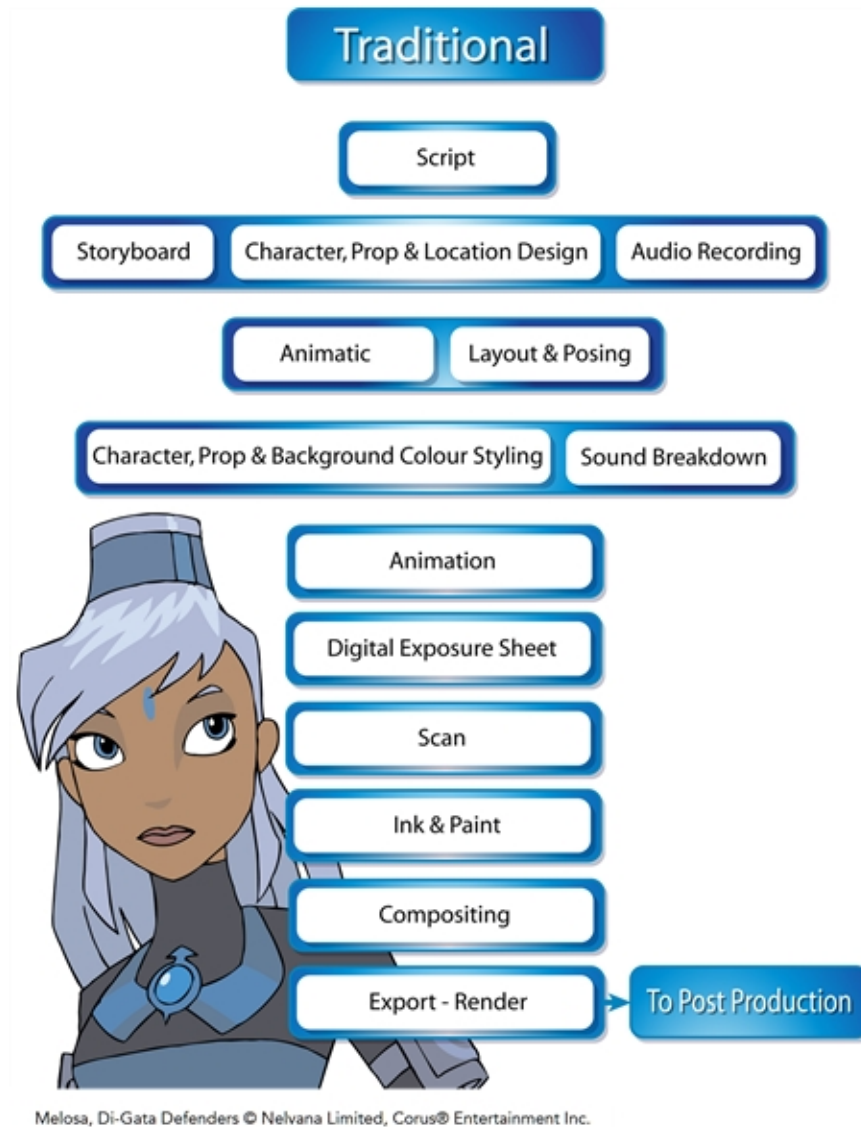 Traditional
Script
Storyboard
Character, Prop & Location Design
Audio Recording
Animatic
Layout & Posing
Character, Prop & Background Colour Styling
Sound Breakdown
Animation
Digital Exposure Sheet
Scan
Ink & Paint
Compositing
Export - Render
To Post Production
Melosa, Di-Gata Defenders © Nelvana Limited, Corus® Entertainment Inc.